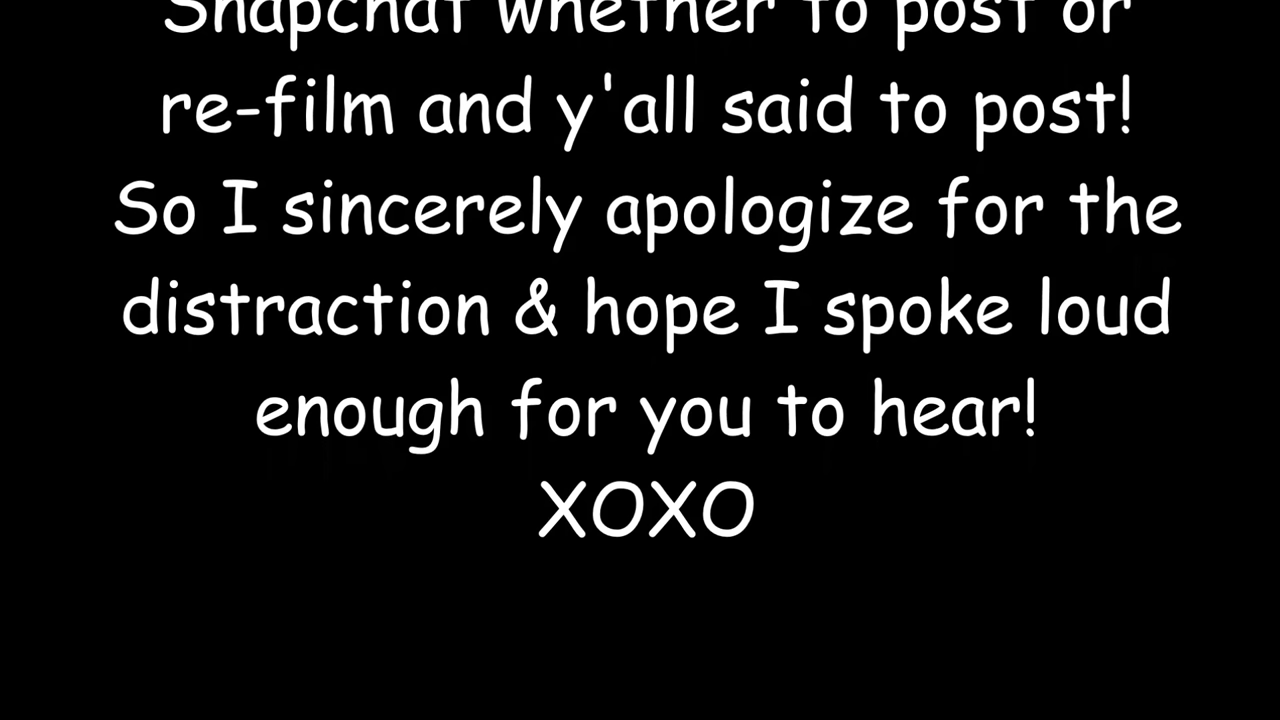 Snapchat whether to post or
re-film and y'all said to post!
So I sincerely apologize for the
distraction & hope I spoke loud
enough for you to hear!
XOXO